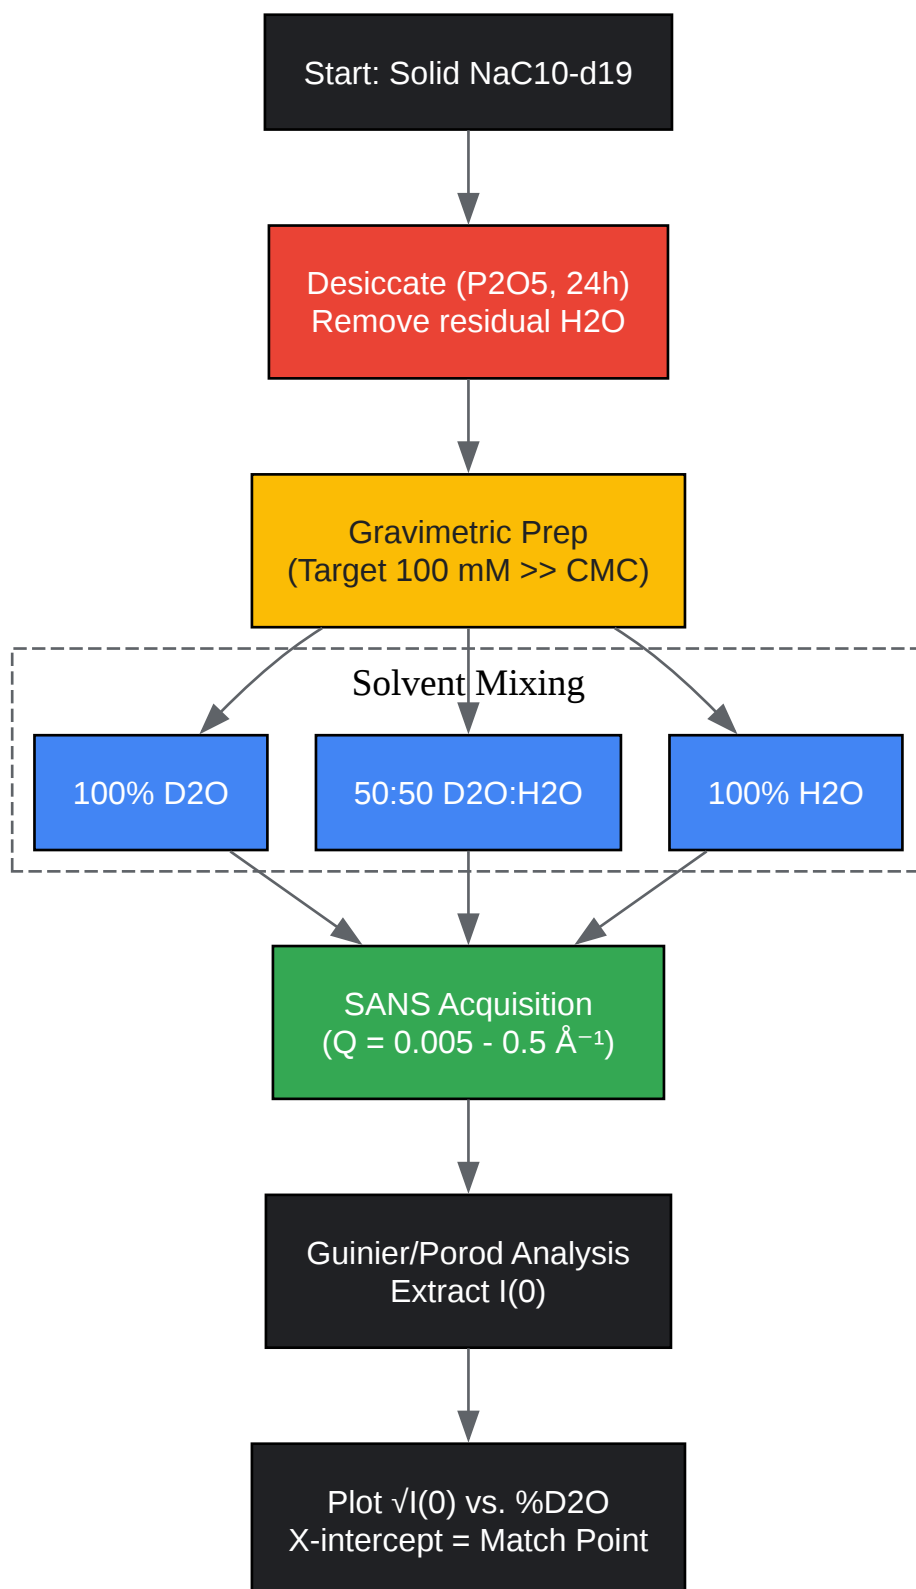 Start: Solid NaC10-d19
Desiccate (P2O5, 24h)
Remove residual H2O
Gravimetric Prep
(Target 100 mM >> CMC)
Solvent Mixing
100% D2O
50:50 D2O:H2O
100% H2O
SANS Acquisition
(Q = 0.005 - 0.5 Å⁻¹)
Guinier/Porod Analysis
Extract I(0)
Plot √I(0) vs. %D2O
X-intercept = Match Point